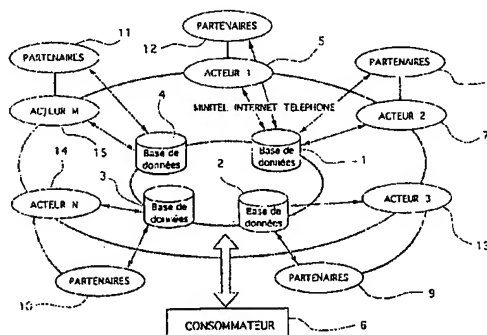 11
12
PARTENAIRES
5
PARTENAIRES
ACTEUR 1
PARTENAIRES
ACTEUR M
4
MINITEL INTERNET TELEPHONE
ACTEUR 2
14
15
Base de
données
Base de
données
1
7
ACTEUR N
3
2
Base de
données
Base de
données
ACTEUR 3
13
PARTENAIRES
PARTENAIRES
10
9
CONSOMMATEUR
6